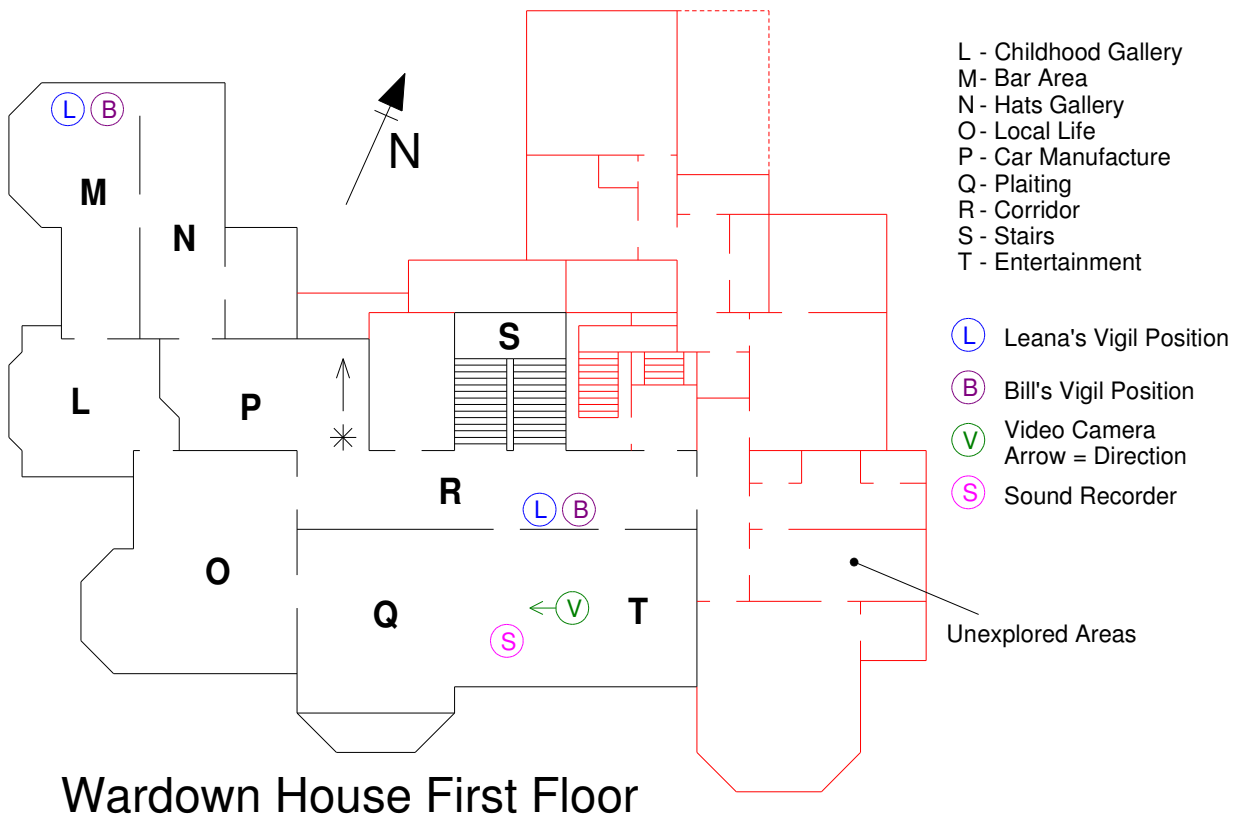 L - Childhood Gallery
M - Bar Area
N - Hats Gallery
O - Local Life
P - Car Manufacture
Q - Plaiting
R - Corridor
S - Stairs
T - Entertainment
L B
N
M
N
S
L Leana's Vigil Position
B Bill's Vigil Position
V Video Camera
Arrow = Direction
S Sound Recorder
L
P
R
L B
O
Q
V
T
S
Unexplored Areas
Wardown House First Floor